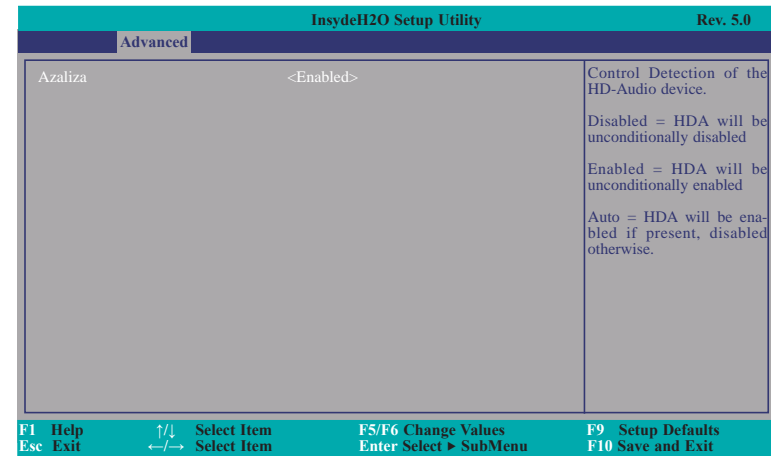 InsydeH2O Setup Utility Rev. 5.0
Advanced
Azaliza <Enabled>
Control Detection of the
HD-Audio device.
Disabled = HDA will be
unconditionally disabled
Enabled = HDA will be
unconditionally enabled
Auto = HDA will be ena-
bled if present, disabled
otherwise.
F1 Help ↑/↓ Select Item F5/F6 Change Values F9 Setup Defaults
Esc Exit ←/→ Select Item Enter Select ▶ SubMenu F10 Save and Exit